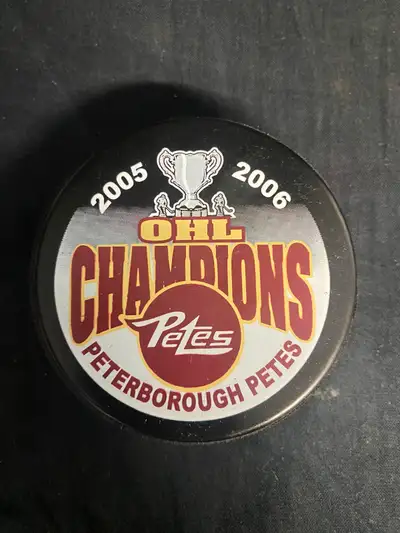 2005 2006
OHL
CHAMPIONS
Petes
PETERBOROUGH PETES